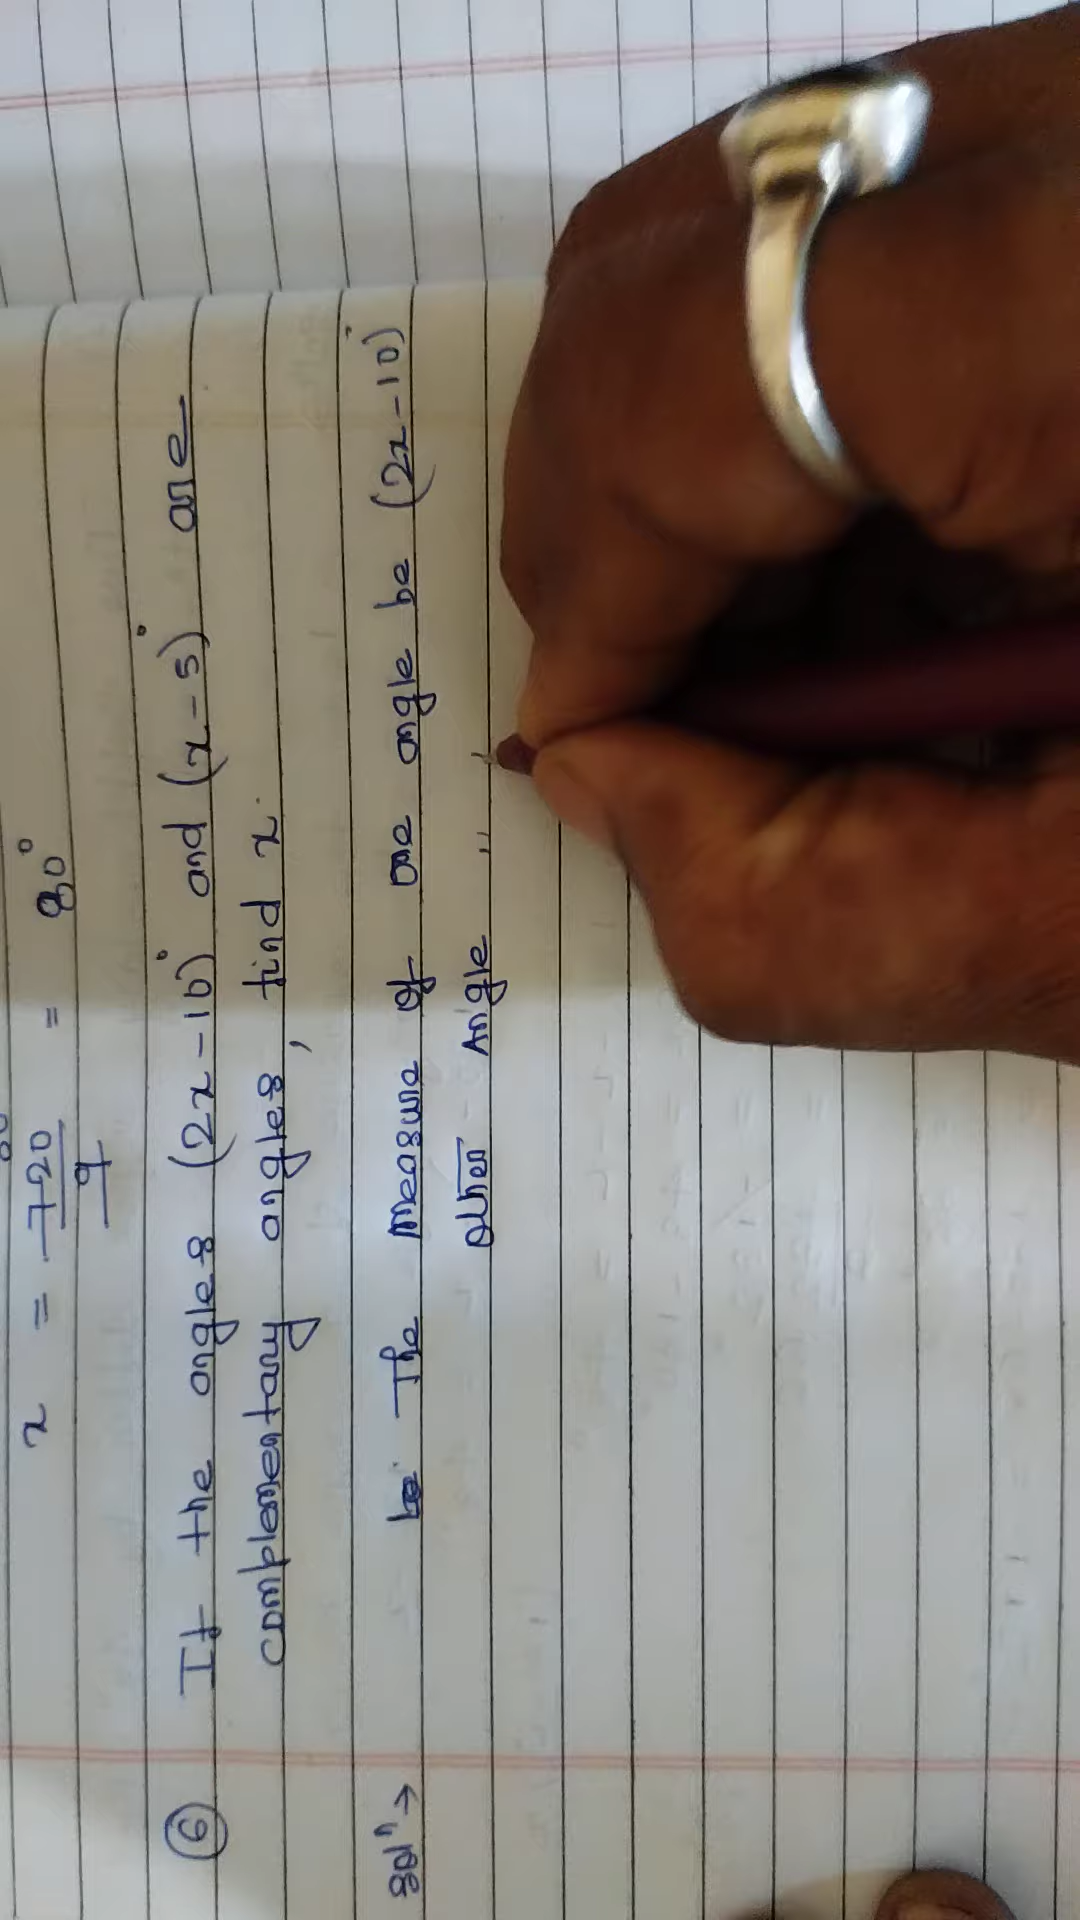 x = 720 = 80°
9
6 If the angles (2x-10)° and (x-5)° are
complementary angles, find x.
Solⁿ→ The Measure of one angle be (2x-10)°
Other Angle "